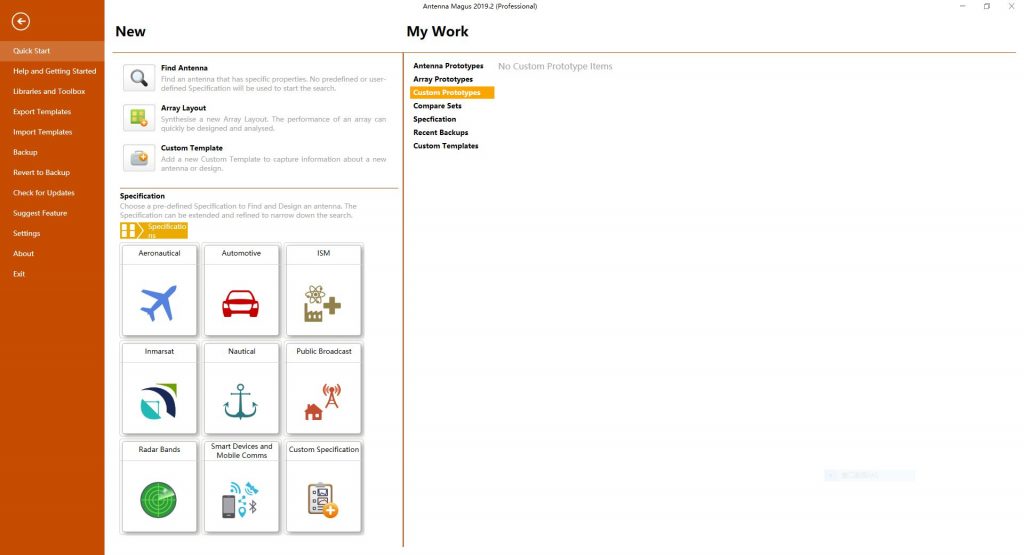 Antenna Magus 2019.2 (Professional)
Quick Start
Help and Getting Started
Libraries and Toolbox
Export Templates
Import Templates
Backup
Revert to Backup
Check for Updates
Suggest Feature
Settings
About
Exit
New
Find Antenna
Find an antenna that has specific properties. No predefined or user-
defined Specification will be used to start the search.
Array Layout
Synthesise a new Array Layout. The performance of an array can
quickly be designed and analysed.
Custom Template
Add a new Custom Template to capture information about a new
antenna or design.
Specification
Choose a pre-defined Specification to Find and Design an antenna. The
Specification can be extended and refined to narrow down the search.
Specificatio
ns
Aeronautical
Automotive
ISM
Inmarsat
Nautical
Public Broadcast
Radar Bands
Smart Devices and
Mobile Comms
Custom Specification
My Work
Antenna Prototypes
Array Prototypes
Custom Prototypes
Compare Sets
Specfication
Recent Backups
Custom Templates
No Custom Prototype Items